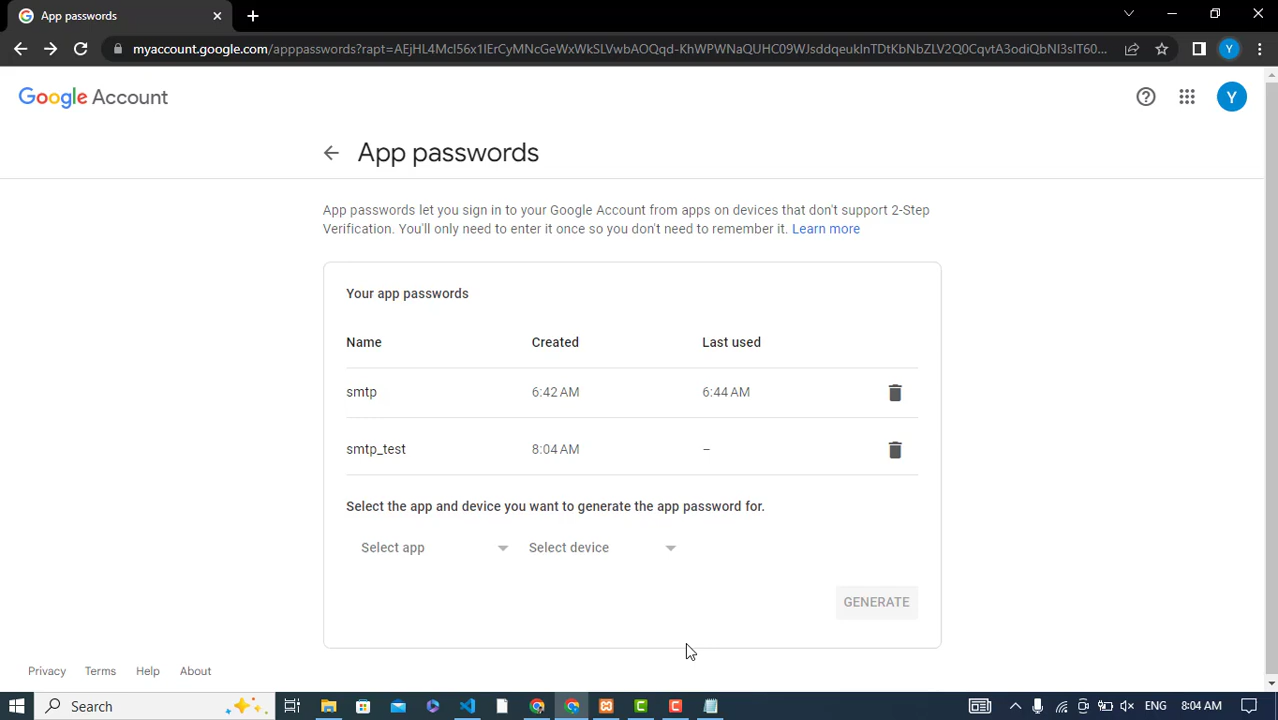 App passwords
myaccount.google.com/apppasswords?rapt=AEjHL4McI56x1IErCyMNcGeWxWkSLVwbAOQqd-KhWPWNaQUHC09WJsddqeuklnTDtKbNbZLV2Q0CqvtA3odiQbNI3sIT60...
Y
Google Account
Y
App passwords
App passwords let you sign in to your Google Account from apps on devices that don't support 2-Step
Verification. You'll only need to enter it once so you don't need to remember it. Learn more
Your app passwords
Name Created Last used
smtp 6:42 AM 6:44 AM
smtp_test 8:04 AM –
Select the app and device you want to generate the app password for.
Select app Select device
GENERATE
Privacy Terms Help About
Search ENG 8:04 AM